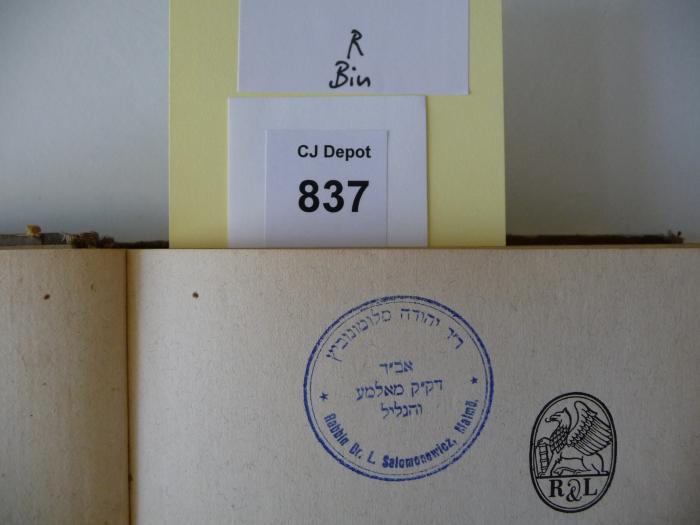 R
Bin
CJ Depot
837
ד״ר יהודה סלומונוביץ
אב״ד
דק״ק מאלמע
והגליל
* Rabbin Dr. L. Salomonowicz, Malmö. *
R&L